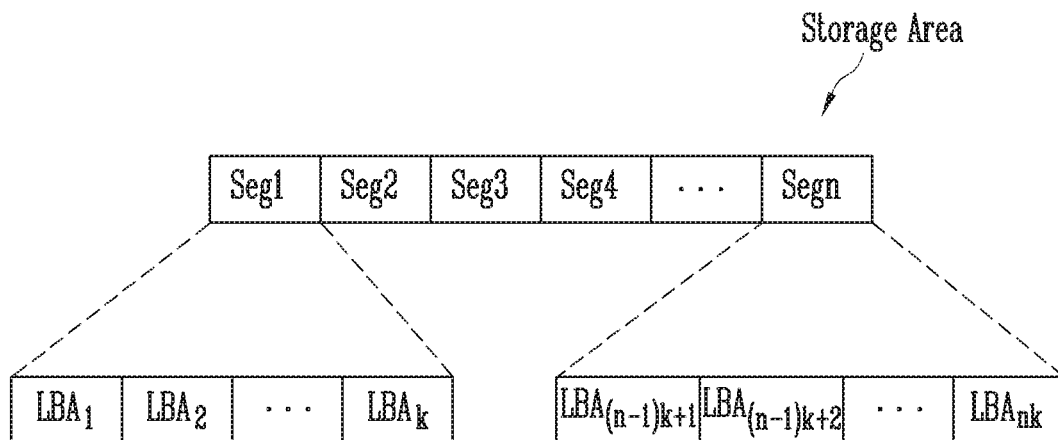 Storage Area
Seg1 Seg2 Seg3 Seg4 ... Segn
LBA₁ LBA₂ ... LBAₖ LBA₍ₙ₋₁₎ₖ₊₁ LBA₍ₙ₋₁₎ₖ₊₂ ... LBAₙₖ